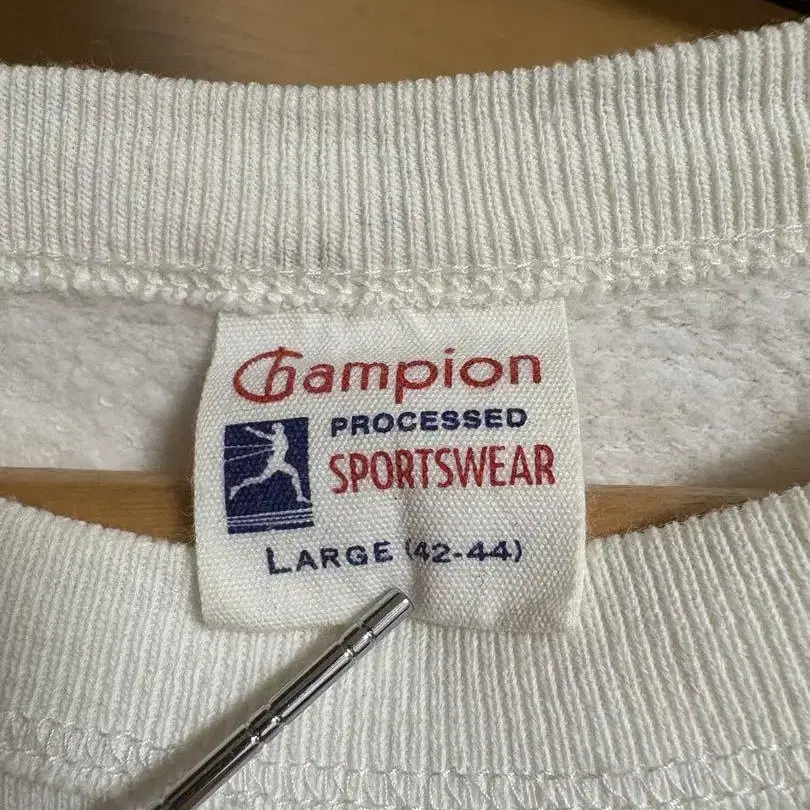 Champion
PROCESSED
SPORTSWEAR
LARGE (42-44)